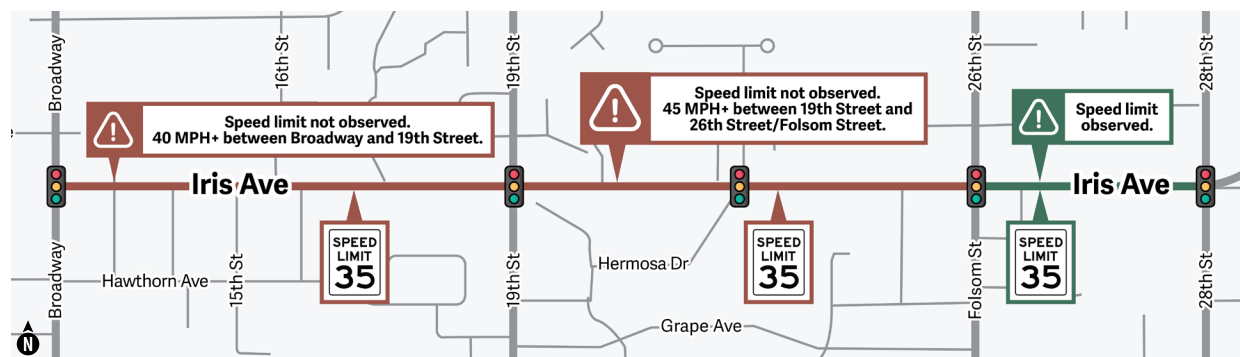 Broadway
16th St
19th St
26th St
28th St
Speed limit not observed.
40 MPH+ between Broadway and 19th Street.
Speed limit not observed.
45 MPH+ between 19th Street and
26th Street/Folsom Street.
Speed limit
observed.
Iris Ave
Iris Ave
SPEED
LIMIT
35
SPEED
LIMIT
35
SPEED
LIMIT
35
Broadway
Hawthorn Ave
15th St
19th St
Hermosa Dr
Grape Ave
Folsom St
28th St
N